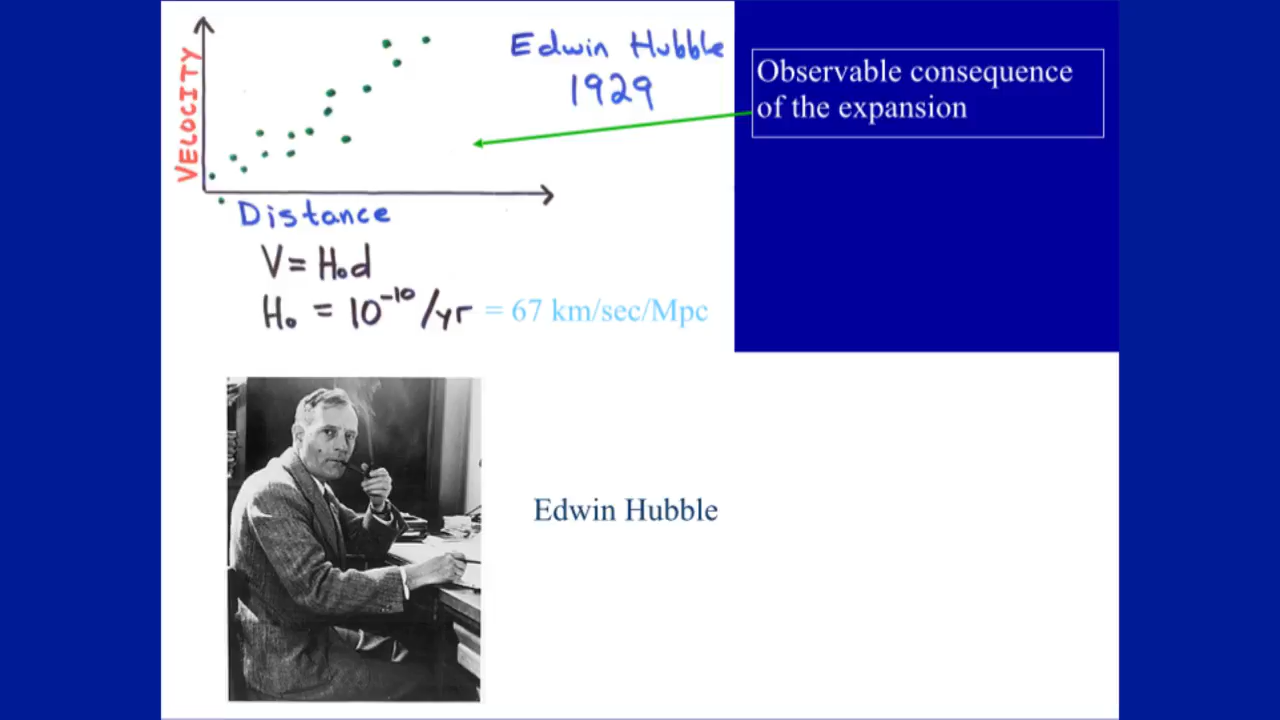 VELOCITY
Edwin Hubble
1929
Distance
V = H₀d
H₀ = 10⁻¹⁰/yr = 67 km/sec/Mpc
Observable consequence
of the expansion
Edwin Hubble